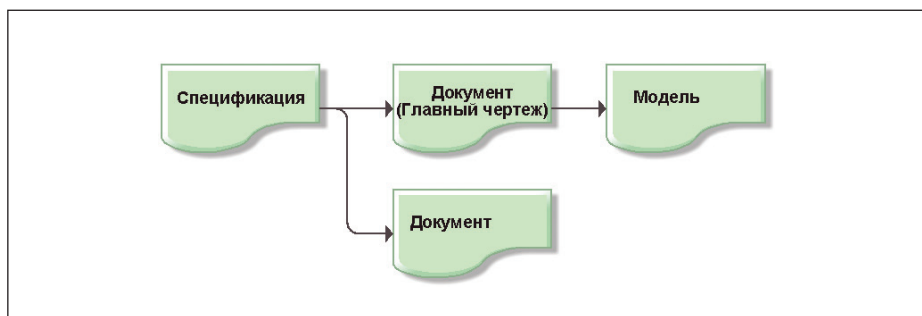 Спецификация
Документ
(Главный чертеж)
Модель
Документ